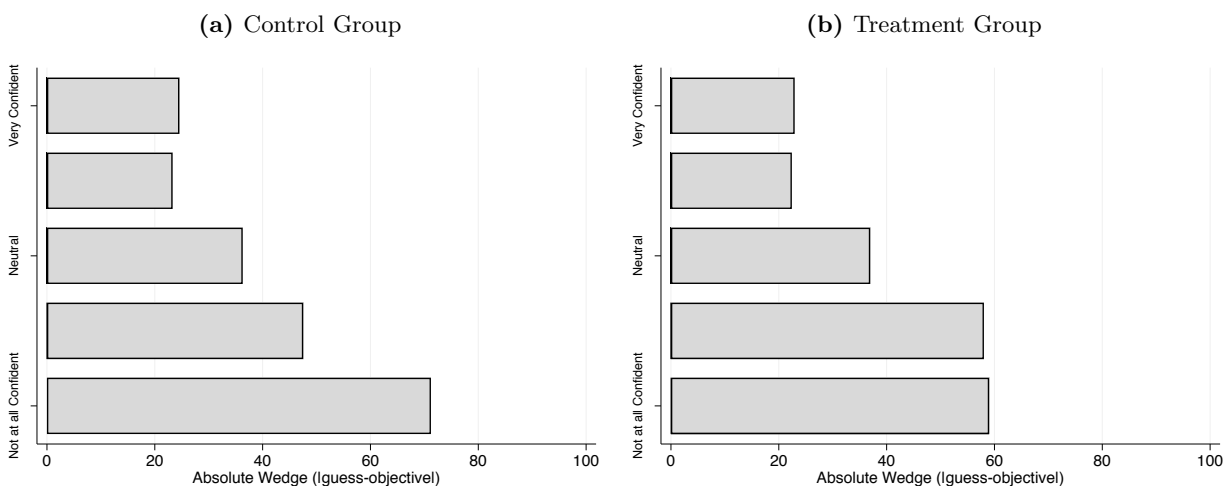 (a) Control Group
Very Confident
Neutral
Not at all Confident
0 20 40 60 80 100
Absolute Wedge (|guess-objective|)
(b) Treatment Group
Very Confident
Neutral
Not at all Confident
0 20 40 60 80 100
Absolute Wedge (|guess-objective|)